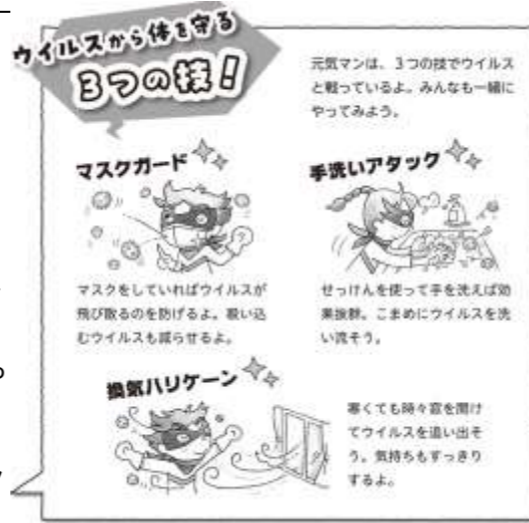 ウイルスから体を守る
3つの技!
元気マンは、3つの技でウイルス
と戦っているよ。みんなも一緒に
やってみよう。
マスクガード
マスクをしていればウイルスが
飛び散るのを防げるよ。吸い込
むウイルスも減らせるよ。
手洗いアタック
せっけんを使って手を洗えば効
果抜群。こまめにウイルスを洗
い流そう。
換気ハリケーン
寒くても時々窓を開け
てウイルスを追い出そ
う。気持ちもすっきり
するよ。